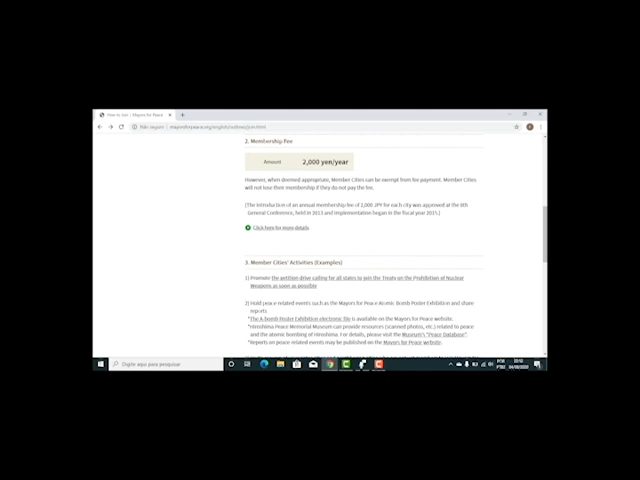 How to Join | Mayors for Peace
Não seguro | mayorsforpeace.org/english/outlines/join.html
2. Membership Fee
Amount 2,000 yen/year
However, when deemed appropriate, Member Cities can be exempt from fee payment. Member Cities
will not lose their membership if they do not pay the fee.
(The introduction of an annual membership fee of 2,000 JPY for each city was approved at the 8th
General Conference, held in 2013 and implementation began in the fiscal year 2015.)
Click here for more details
3. Member Cities' Activities (Examples)
1) Promote the petition drive calling for all states to join the Treaty on the Prohibition of Nuclear
Weapons as soon as possible
2) Hold peace-related events such as the Mayors for Peace Atomic Bomb Poster Exhibition and share
reports
*The A-bomb Poster Exhibition electronic file is available on the Mayors for Peace website.
*Hiroshima Peace Memorial Museum can provide resources (scanned photos, etc.) related to peace
and the atomic bombing of Hiroshima. For details, please visit the Museum's "Peace Database".
*Reports on peace-related events may be published on the Mayors for Peace website.
Digite aqui para pesquisar